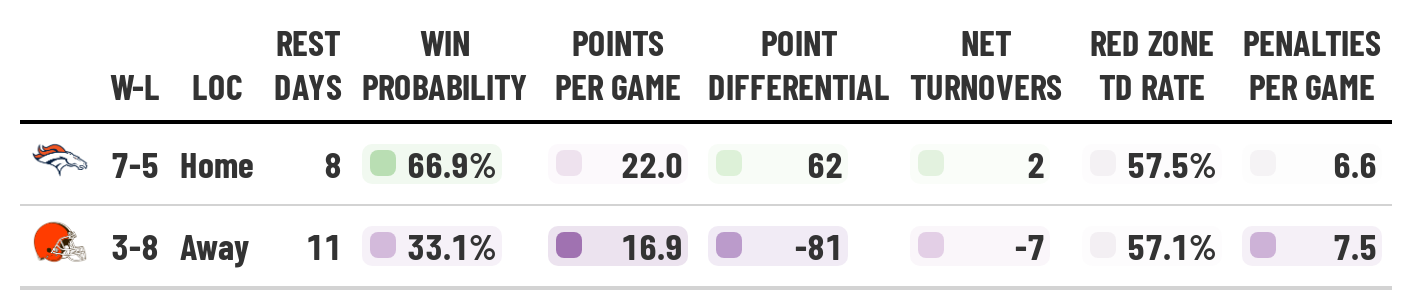 REST WIN POINTS POINT NET RED ZONE PENALTIES
W-L LOC DAYS PROBABILITY PER GAME DIFFERENTIAL TURNOVERS TD RATE PER GAME
7-5 Home 8 66.9% 22.0 62 2 57.5% 6.6
3-8 Away 11 33.1% 16.9 -81 -7 57.1% 7.5